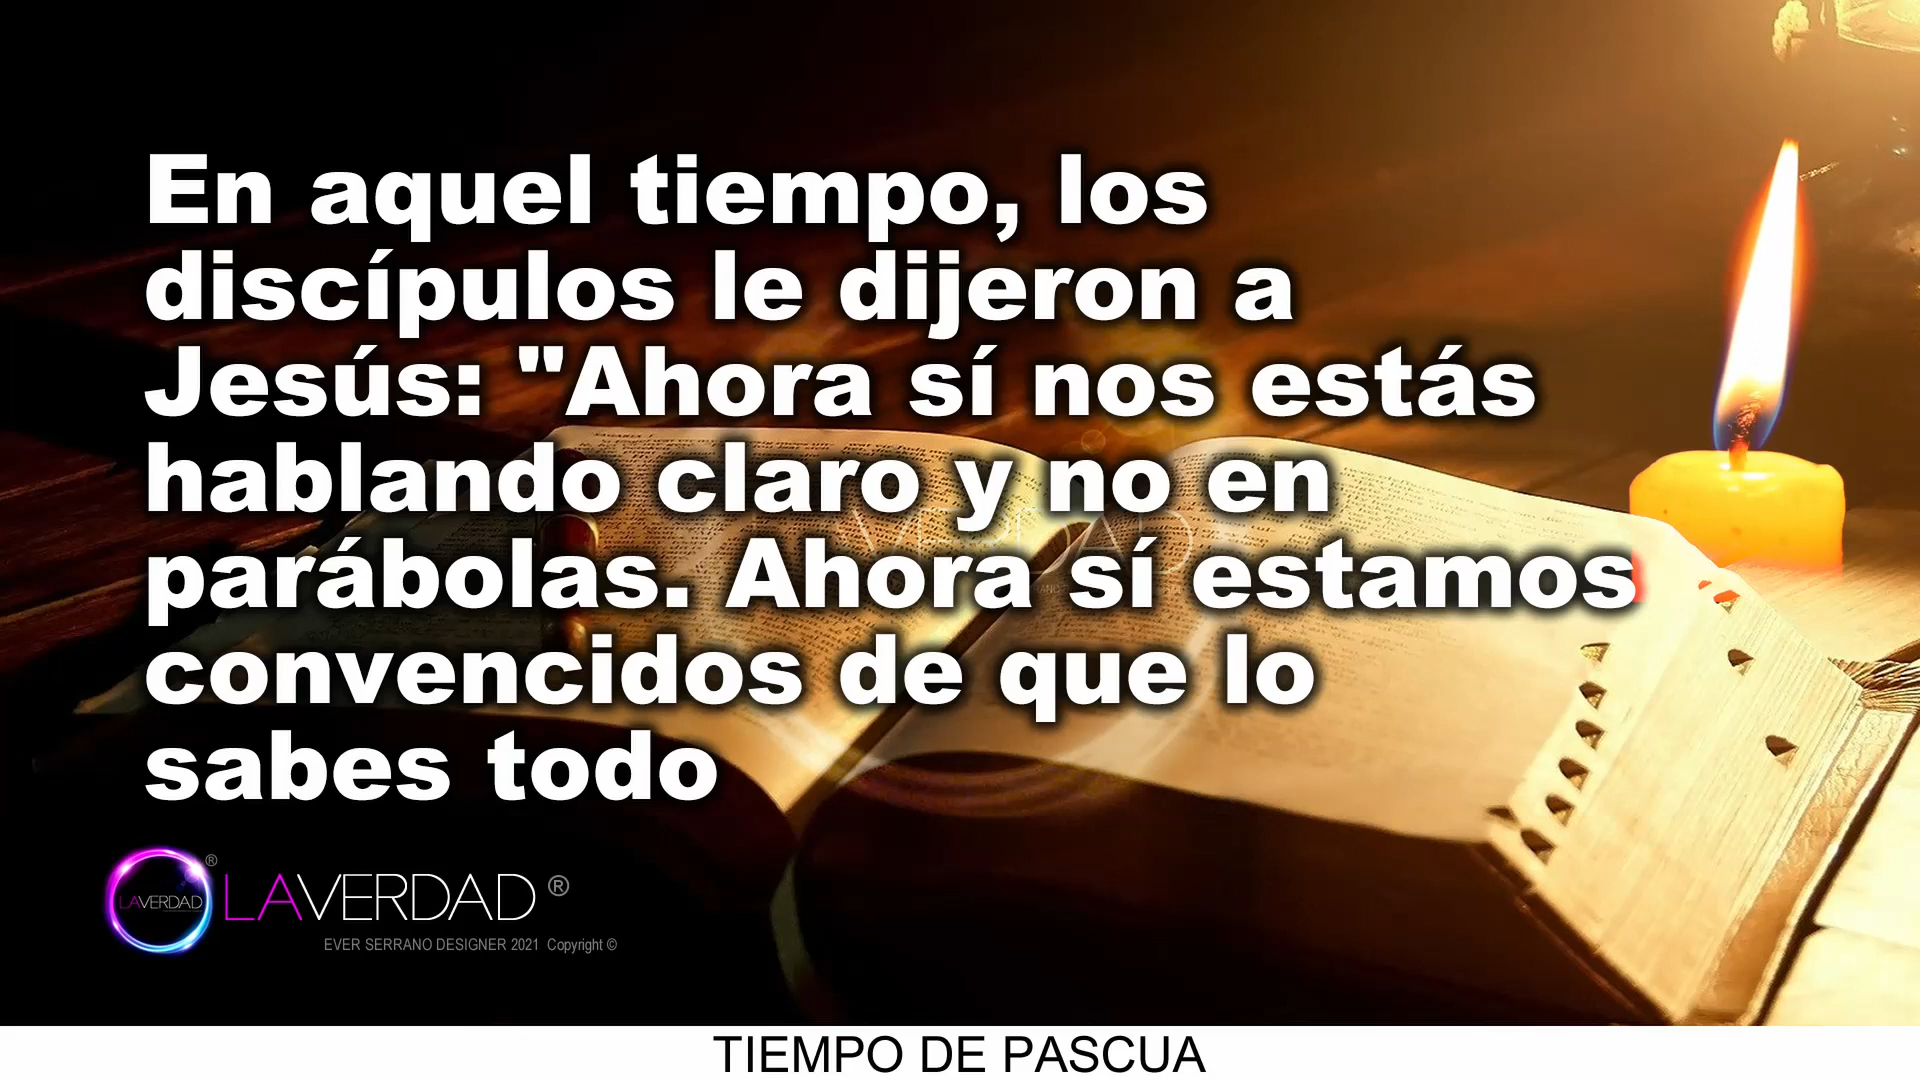 En aquel tiempo, los
discípulos le dijeron a
Jesús: "Ahora sí nos estás
hablando claro y no en
parábolas. Ahora sí estamos
convencidos de que lo
sabes todo
LAVERDAD ®
LAVERDAD ®
EVER SERRANO DESIGNER 2021 Copyright ©
TIEMPO DE PASCUA